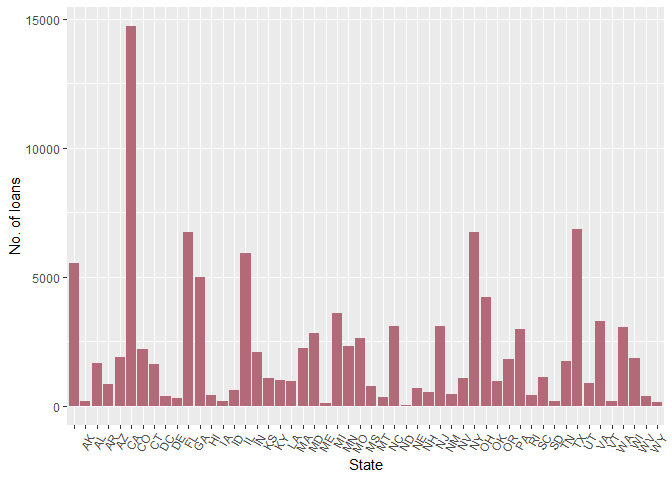 15000
10000
5000
0
No. of loans
AK AL AR AZ CA CO CT DC DE FL GA HI IA ID IL IN KS KY LA MA MD ME MI MN MO MS MT NC ND NE NH NJ NM NV NY OH OK OR PA RI SC SD TN TX UT VA VT WA WI WV WY
State